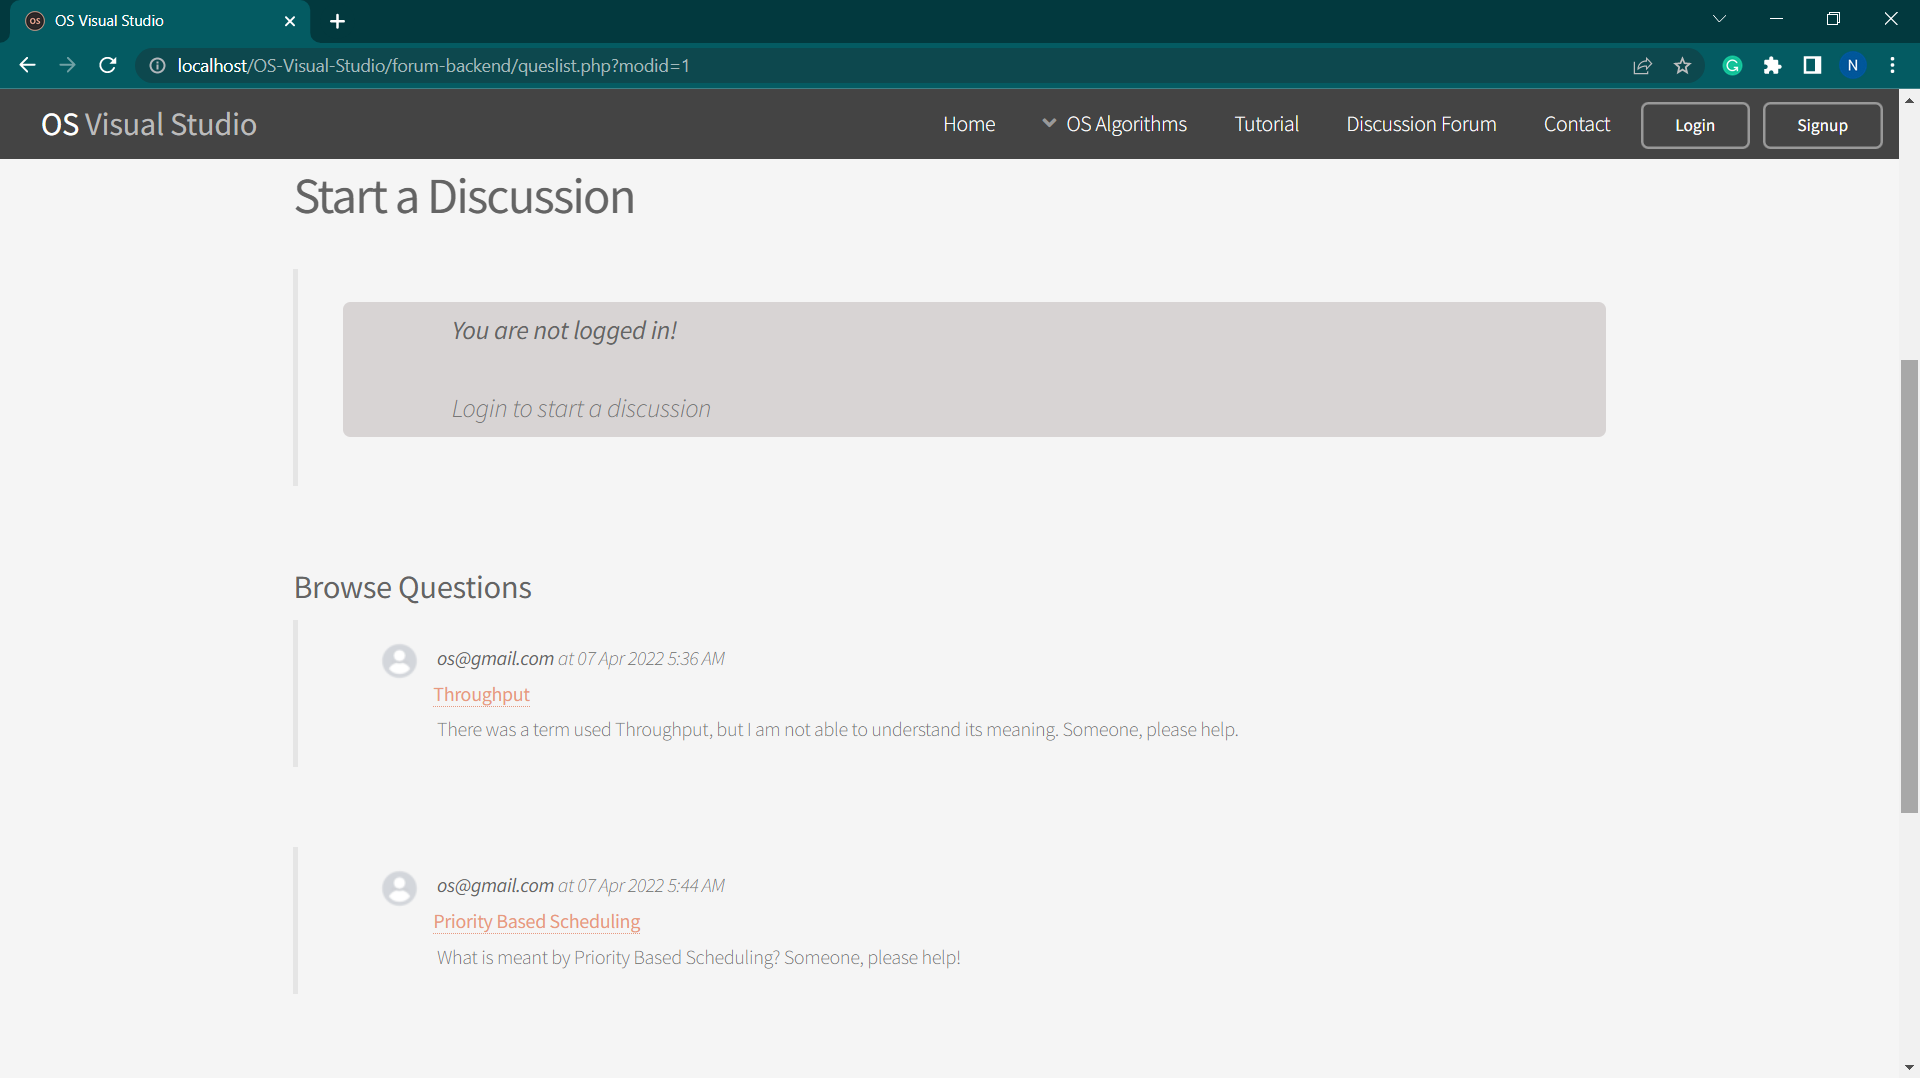 OS Visual Studio
localhost/OS-Visual-Studio/forum-backend/queslist.php?modid=1
N
OS Visual Studio
Home
OS Algorithms
Tutorial
Discussion Forum
Contact
Login
Signup
Start a Discussion
You are not logged in!
Login to start a discussion
Browse Questions
os@gmail.com at 07 Apr 2022 5:36 AM
Throughput
There was a term used Throughput, but I am not able to understand its meaning. Someone, please help.
os@gmail.com at 07 Apr 2022 5:44 AM
Priority Based Scheduling
What is meant by Priority Based Scheduling? Someone, please help!